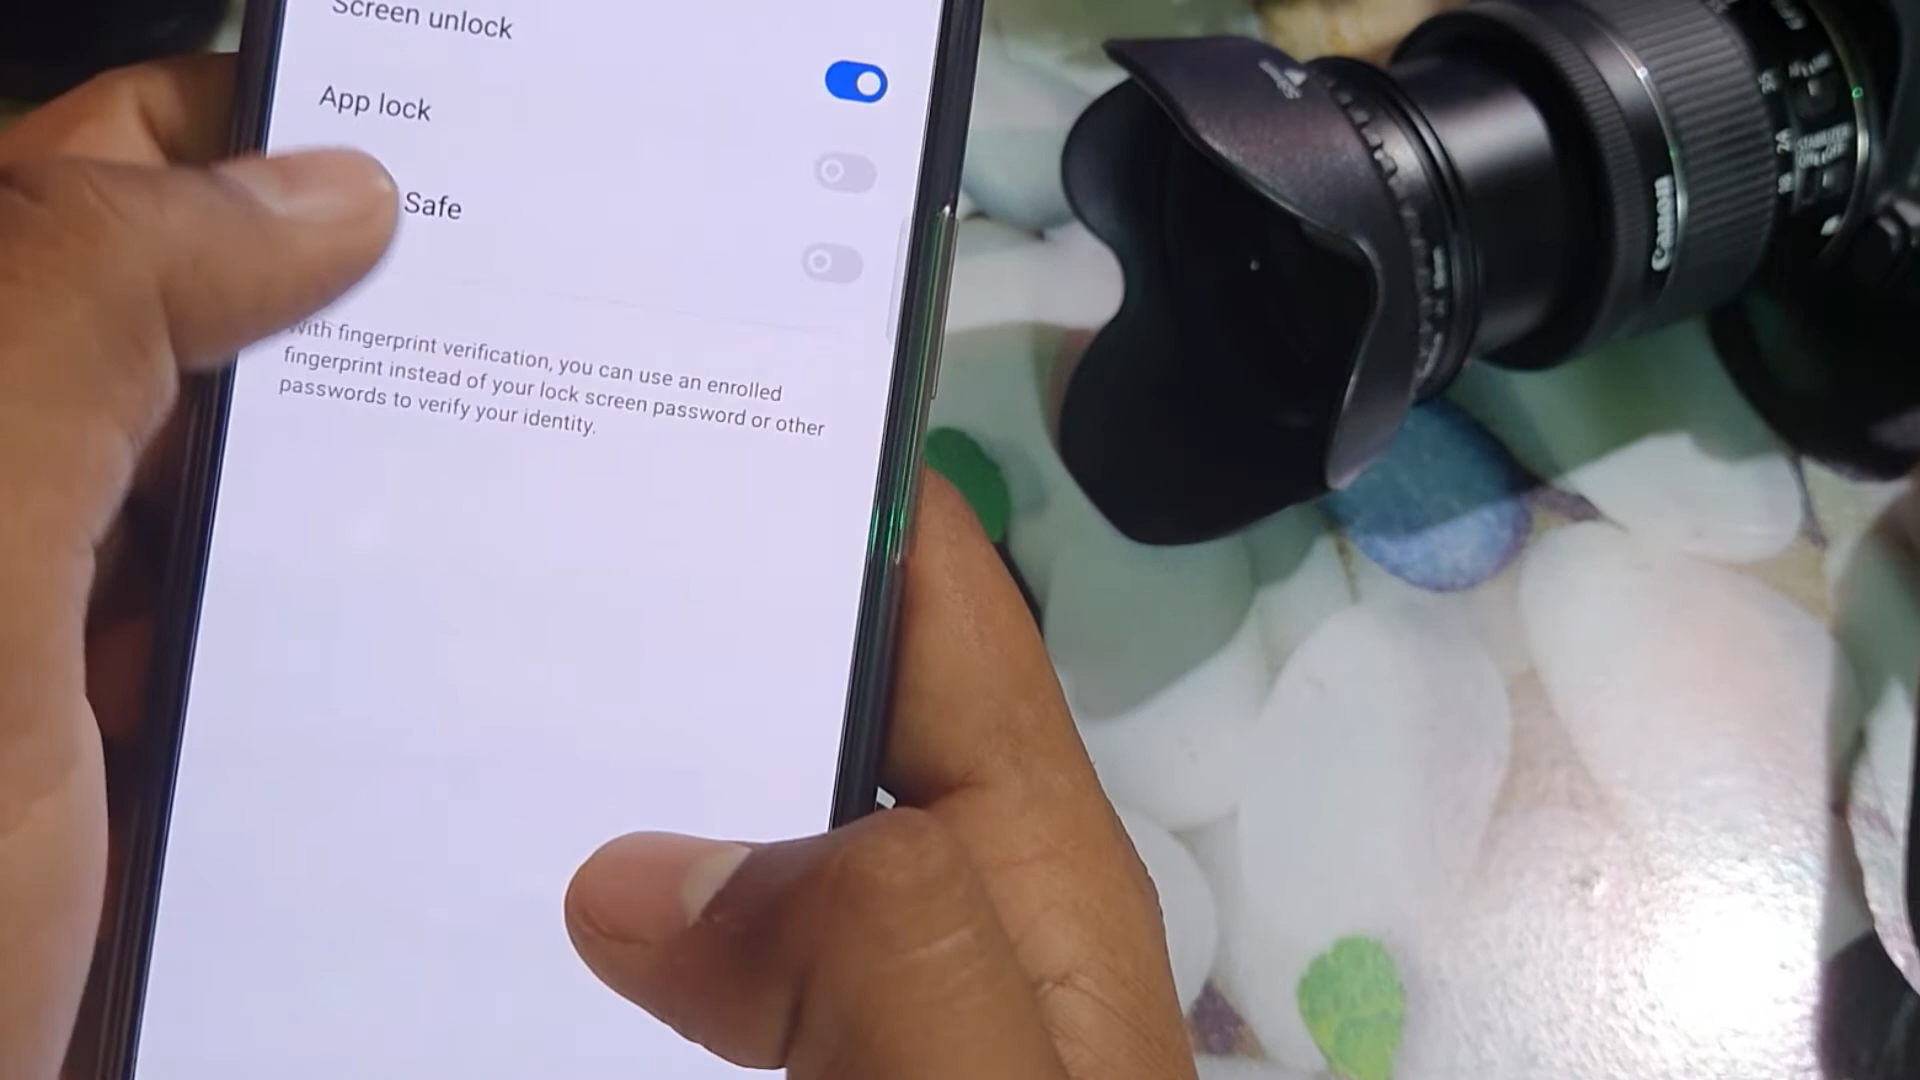 Screen unlock
App lock
Safe
With fingerprint verification, you can use an enrolled
fingerprint instead of your lock screen password or other
passwords to verify your identity.
Canon
STABILIZER